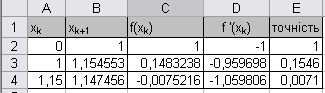 A B C D E
1 xk xk+1 f(xk) f '(xk) точність
2 0 1 1 -1 1
3 1 1,154553 0,1483238 -0,959698 0,1546
4 1,15 1,147456 -0,0075216 -1,059806 0,0071